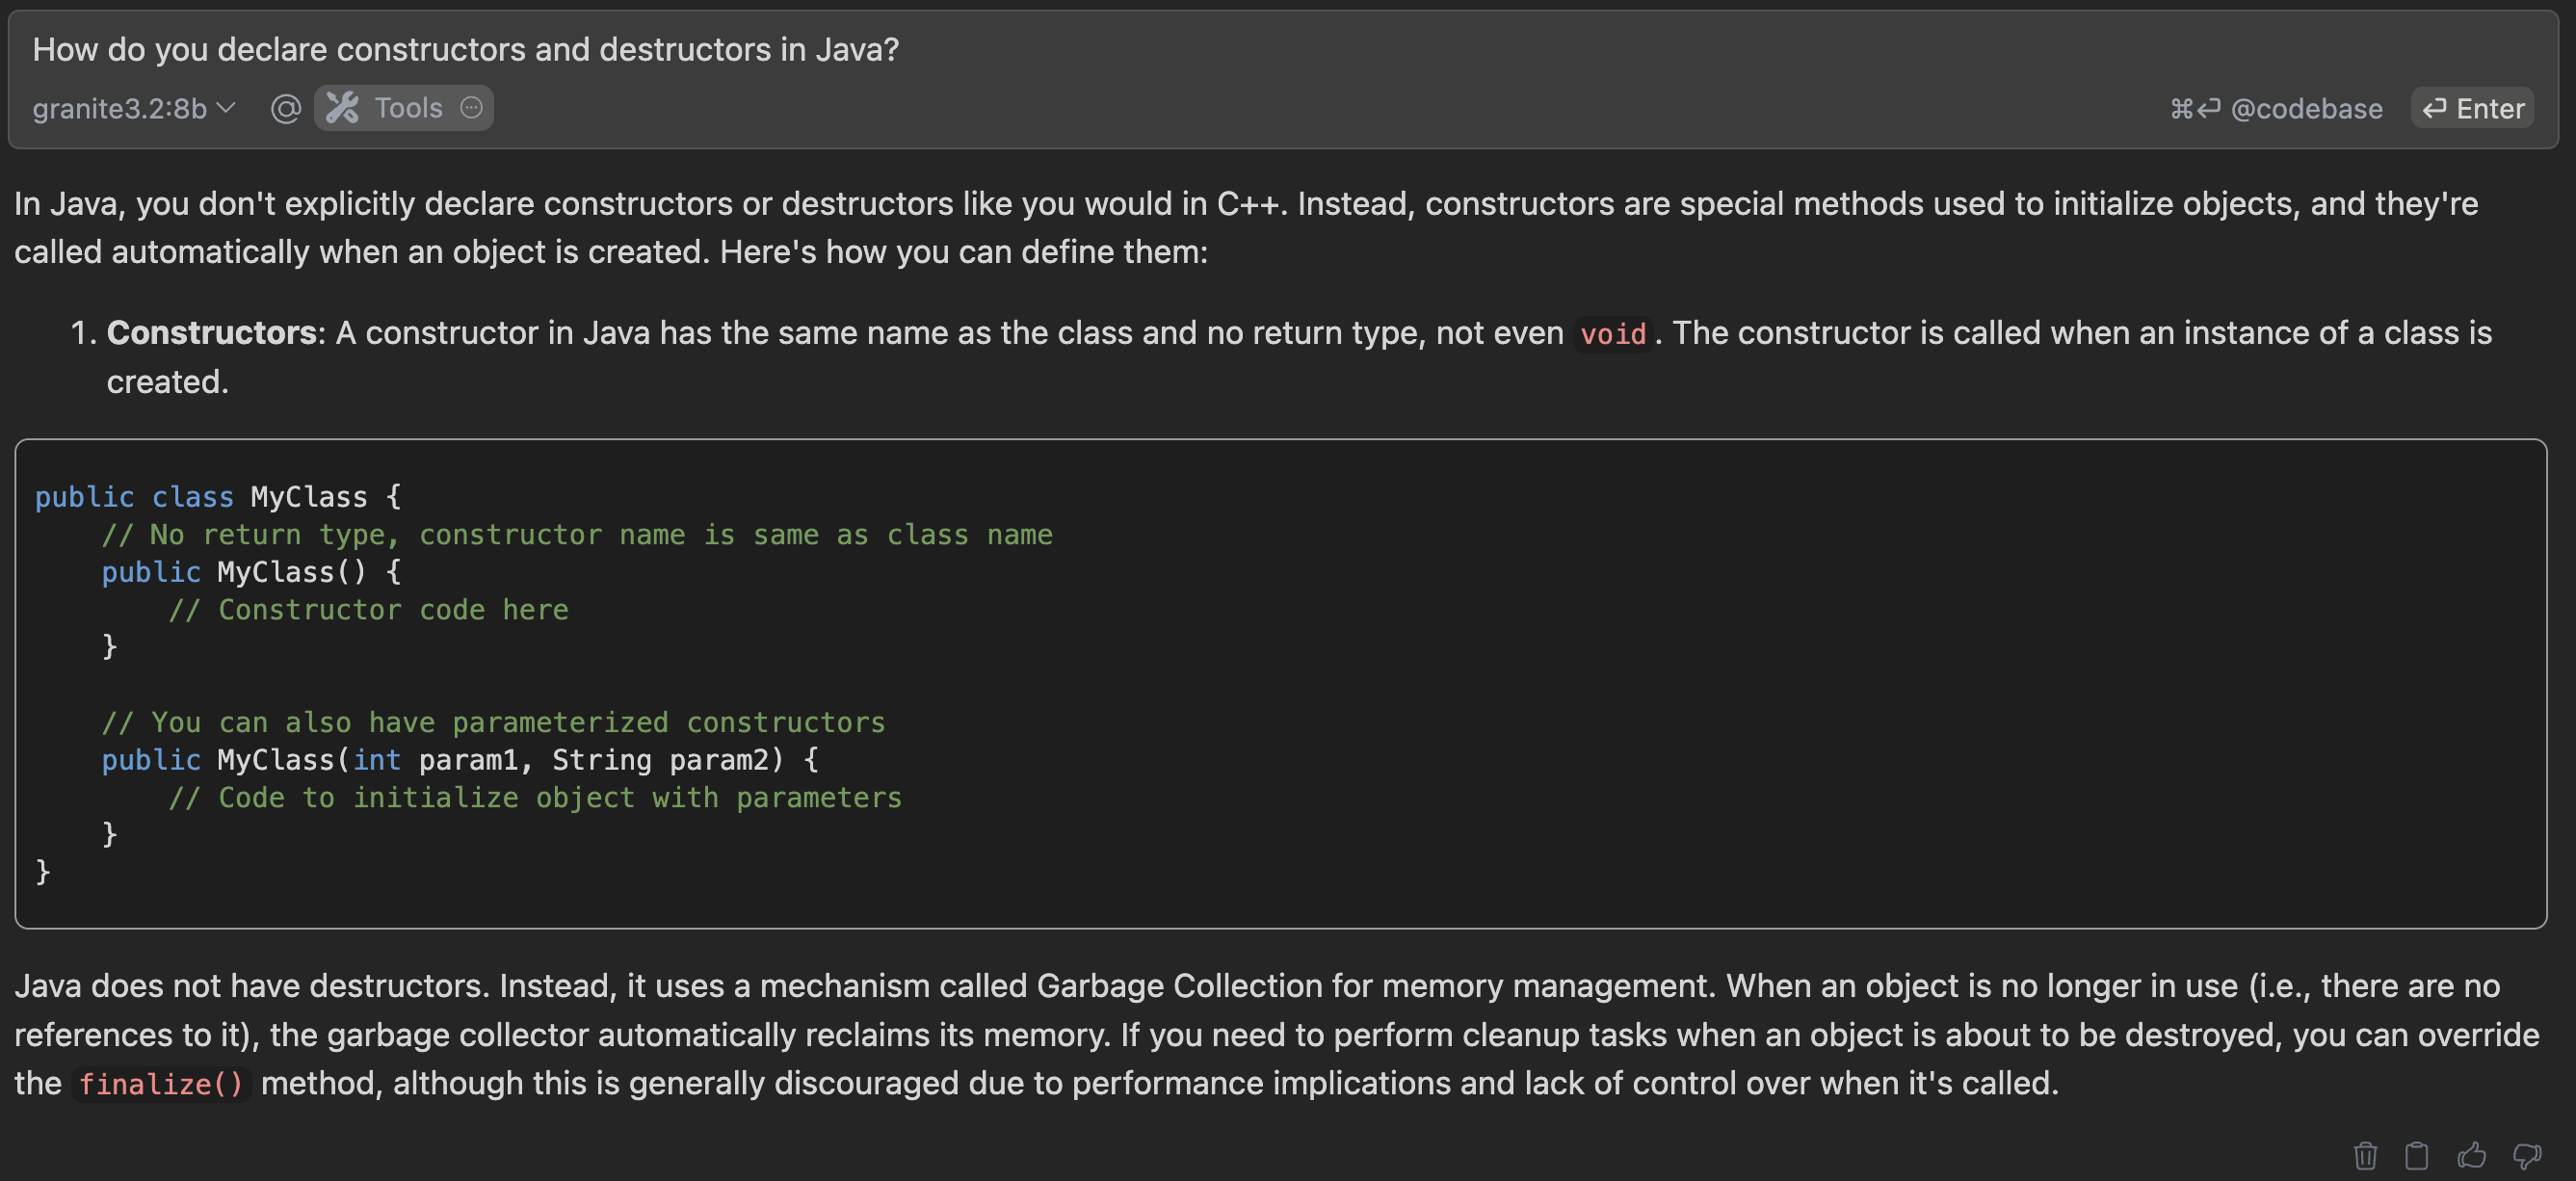 How do you declare constructors and destructors in Java?
granite3.2:8b @ Tools ⌘⏎ @codebase ⏎ Enter
In Java, you don't explicitly declare constructors or destructors like you would in C++. Instead, constructors are special methods used to initialize objects, and they're
called automatically when an object is created. Here's how you can define them:
1. Constructors: A constructor in Java has the same name as the class and no return type, not even void. The constructor is called when an instance of a class is
created.
public class MyClass {
    // No return type, constructor name is same as class name
    public MyClass() {
        // Constructor code here
    }
    // You can also have parameterized constructors
    public MyClass(int param1, String param2) {
        // Code to initialize object with parameters
    }
}
Java does not have destructors. Instead, it uses a mechanism called Garbage Collection for memory management. When an object is no longer in use (i.e., there are no
references to it), the garbage collector automatically reclaims its memory. If you need to perform cleanup tasks when an object is about to be destroyed, you can override
the finalize() method, although this is generally discouraged due to performance implications and lack of control over when it's called.